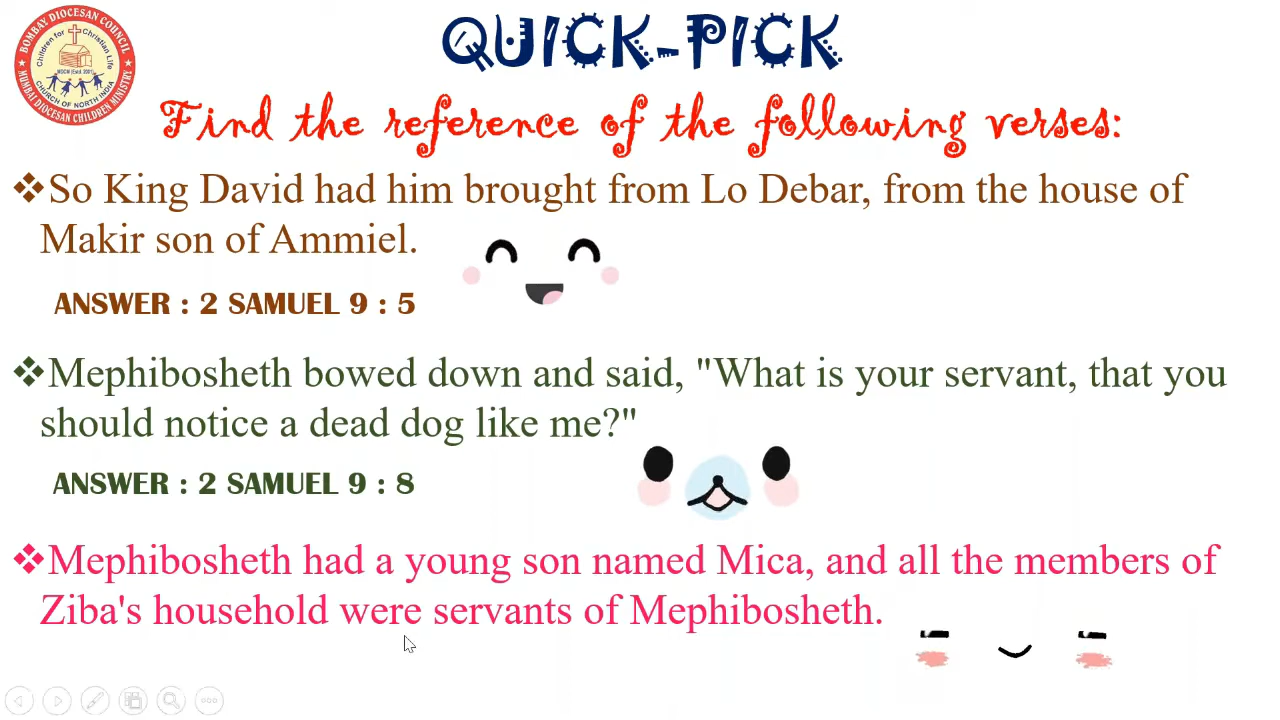 BOMBAY DIOCESAN COUNCIL
Children for Christian Life
BDCM (Estd. 2001)
CHURCH OF NORTH INDIA
MUMBAI DIOCESAN CHILDREN MINISTRY
QUICK-PICK
Find the reference of the following verses:
❖So King David had him brought from Lo Debar, from the house of
Makir son of Ammiel.
ANSWER : 2 SAMUEL 9 : 5
❖Mephibosheth bowed down and said, "What is your servant, that you
should notice a dead dog like me?"
ANSWER : 2 SAMUEL 9 : 8
❖Mephibosheth had a young son named Mica, and all the members of
Ziba's household were servants of Mephibosheth.